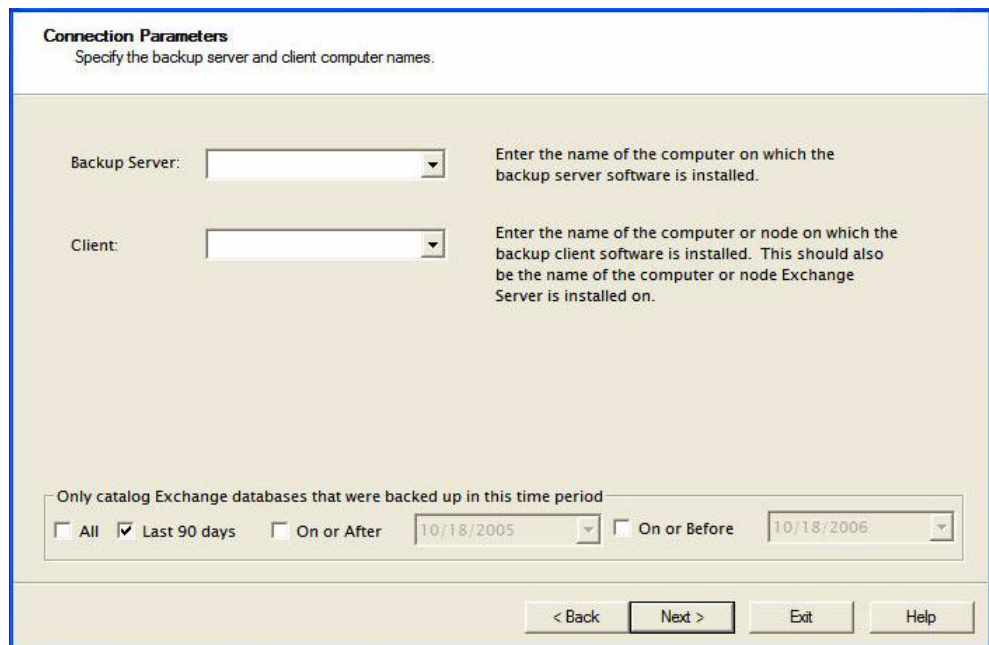 Connection Parameters
Specify the backup server and client computer names.
Backup Server:
Enter the name of the computer on which the
backup server software is installed.
Client:
Enter the name of the computer or node on which the
backup client software is installed. This should also
be the name of the computer or node Exchange
Server is installed on.
Only catalog Exchange databases that were backed up in this time period
All Last 90 days On or After 10/18/2005 On or Before 10/18/2006
< Back Next > Exit Help